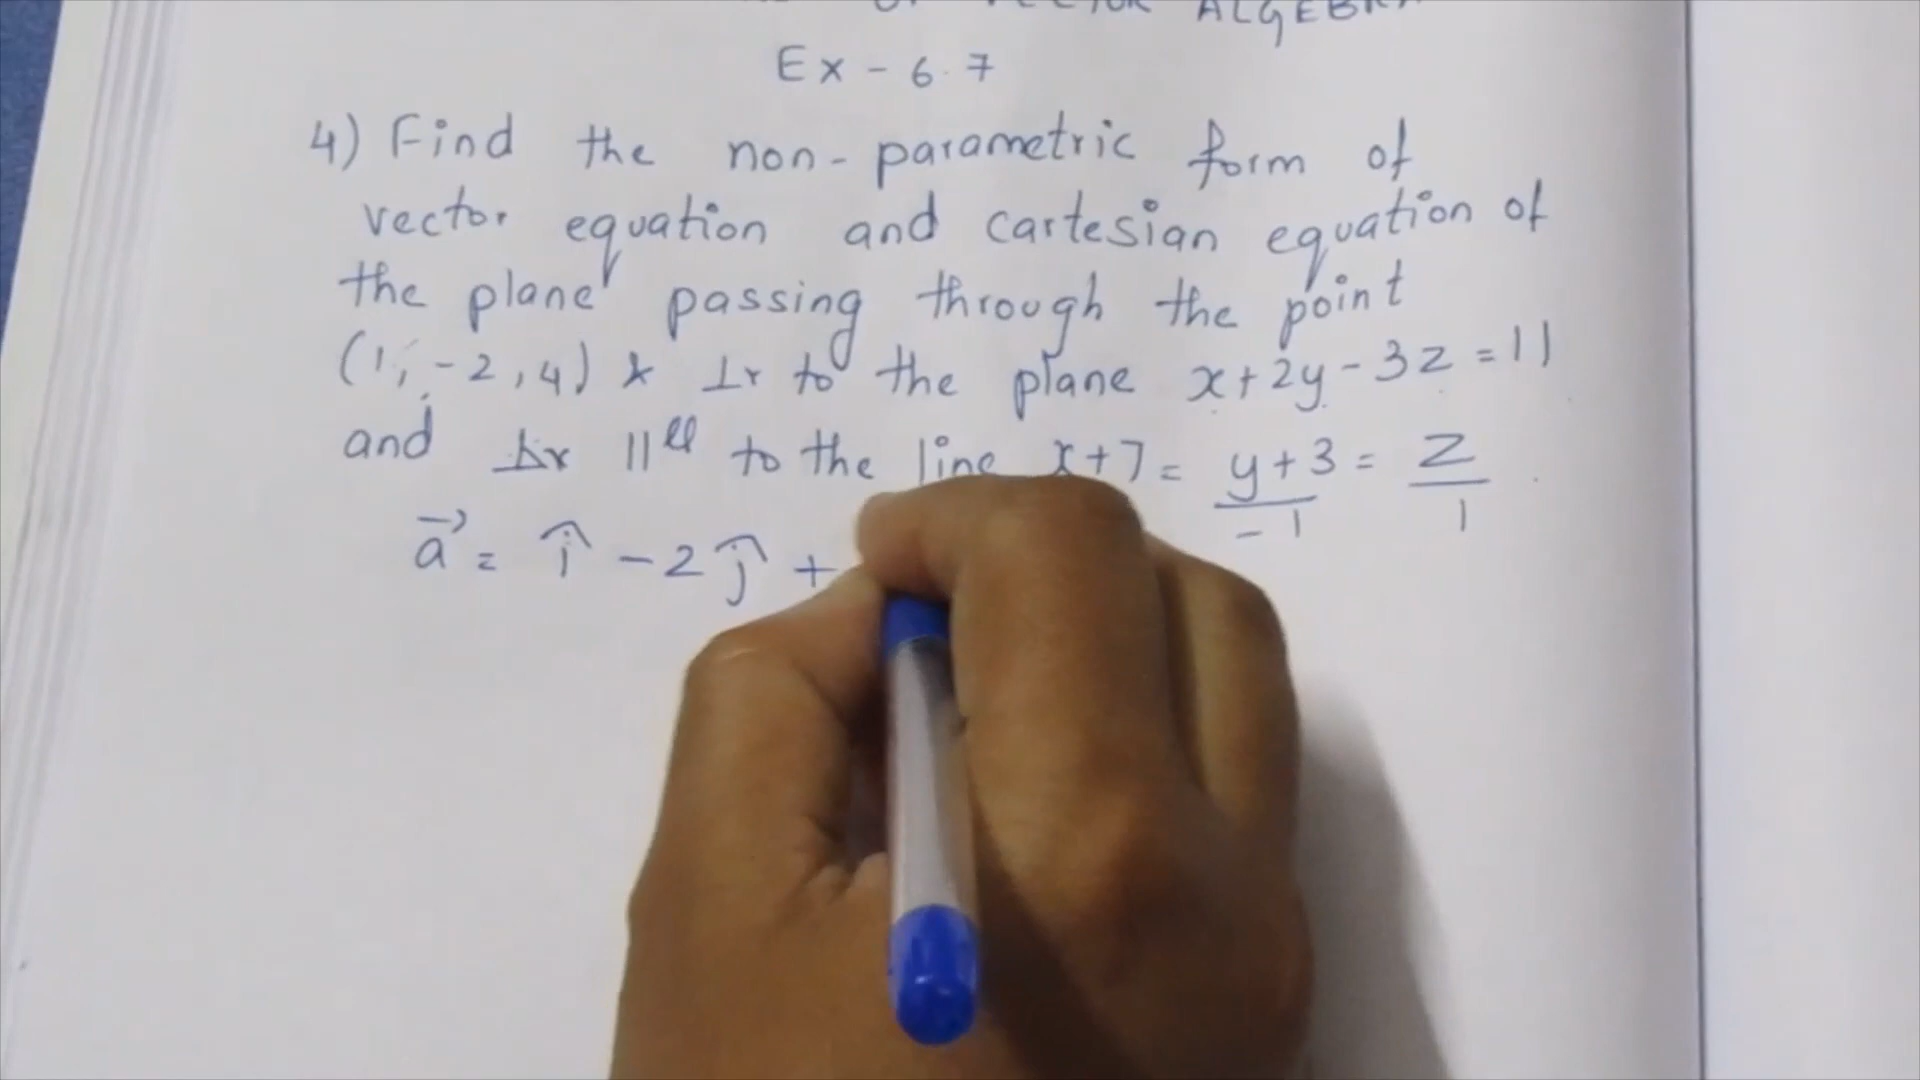 VECTOR ALGEBRA
Ex - 6.7
4) Find the non-parametric form of
vector equation and cartesian equation of
the plane passing through the point
(1, -2, 4) & ⊥r to the plane x+2y-3z=11
and ||el to the line x+7 = y+3/-1 = z/1
a⃗ = î - 2ĵ +